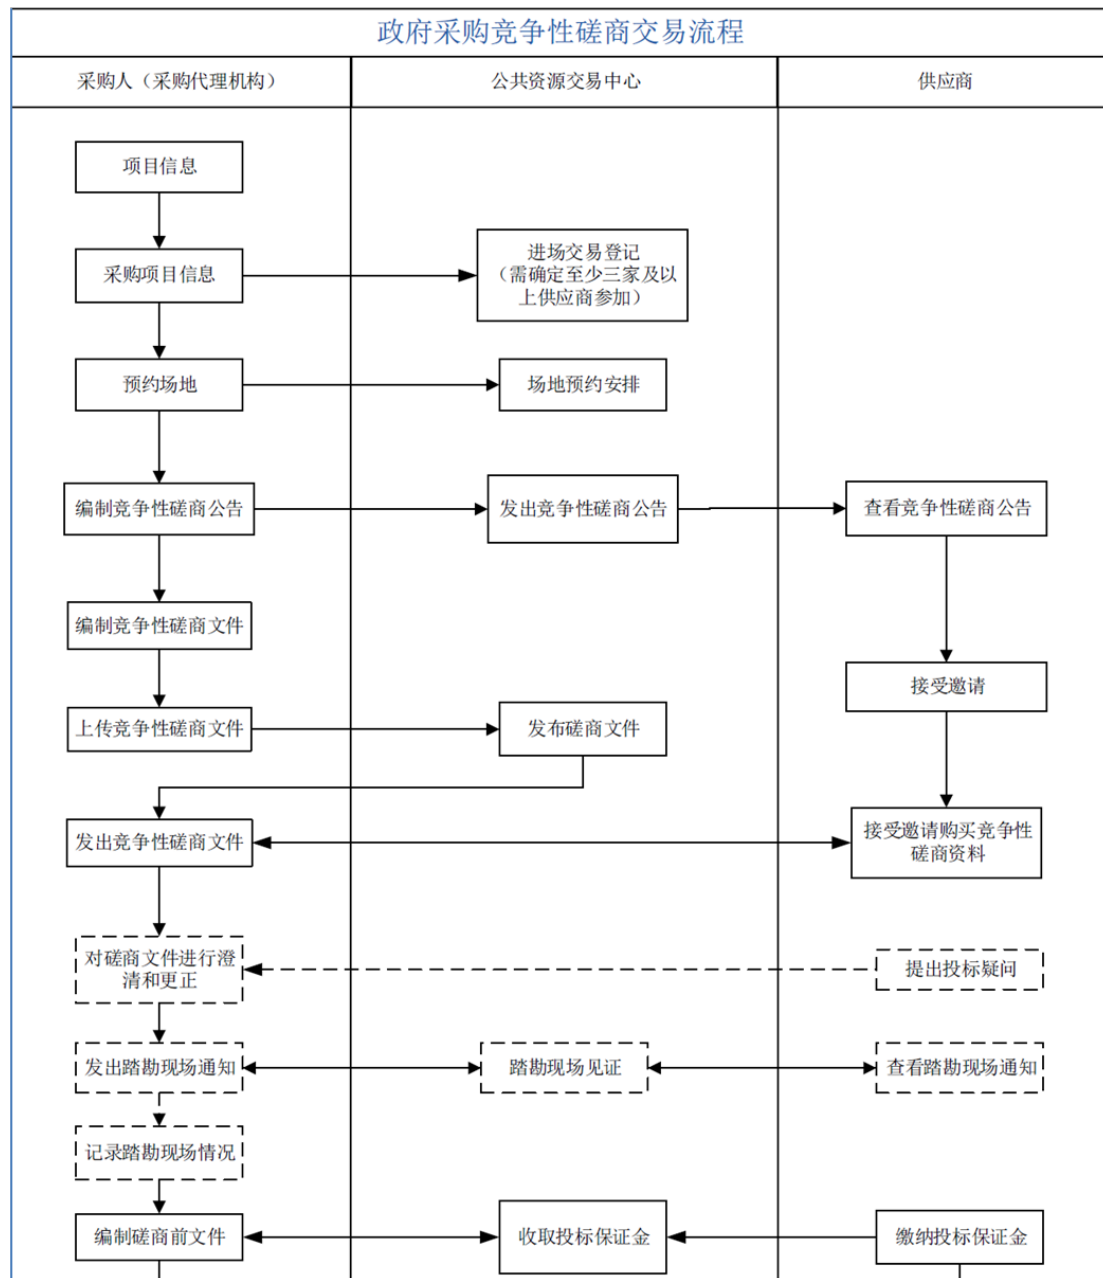 政府采购竞争性磋商交易流程
采购人（采购代理机构）
公共资源交易中心
供应商
项目信息
采购项目信息
进场交易登记
（需确定至少三家及以
上供应商参加）
预约场地
场地预约安排
编制竞争性磋商公告
发出竞争性磋商公告
查看竞争性磋商公告
编制竞争性磋商文件
接受邀请
上传竞争性磋商文件
发布磋商文件
发出竞争性磋商文件
接受邀请购买竞争性
磋商资料
对磋商文件进行澄
清和更正
提出投标疑问
发出踏勘现场通知
踏勘现场见证
查看踏勘现场通知
记录踏勘现场情况
编制磋商前文件
收取投标保证金
缴纳投标保证金